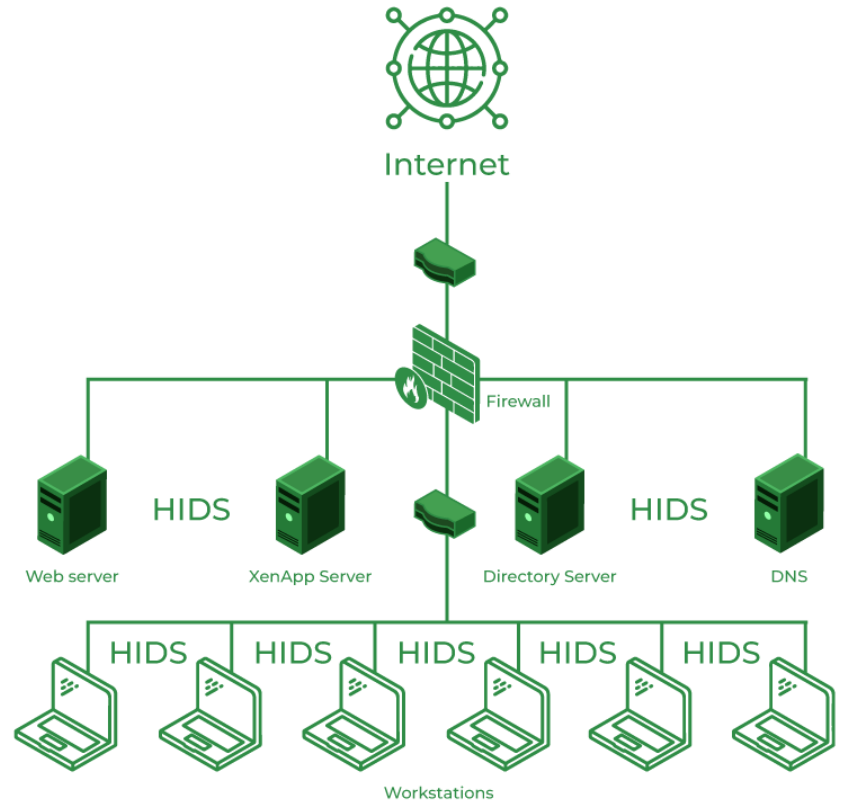 Internet
Firewall
HIDS
HIDS
Web server
XenApp Server
Directory Server
DNS
HIDS
HIDS
HIDS
HIDS
HIDS
Workstations